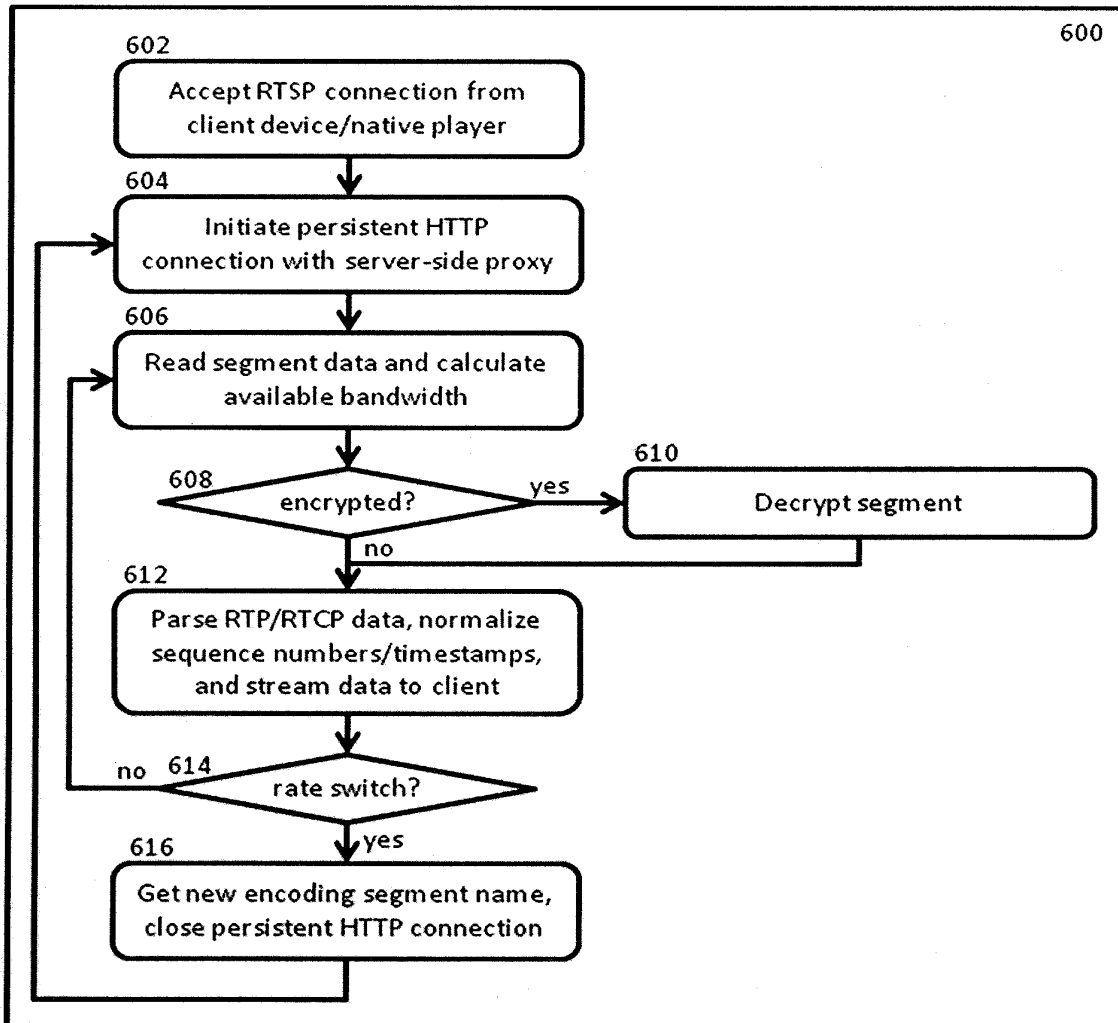 600
602
Accept RTSP connection from
client device/native player
604
Initiate persistent HTTP
connection with server-side proxy
606
Read segment data and calculate
available bandwidth
608
encrypted?
yes
610
Decrypt segment
no
612
Parse RTP/RTCP data, normalize
sequence numbers/timestamps,
and stream data to client
no
614
rate switch?
yes
616
Get new encoding segment name,
close persistent HTTP connection